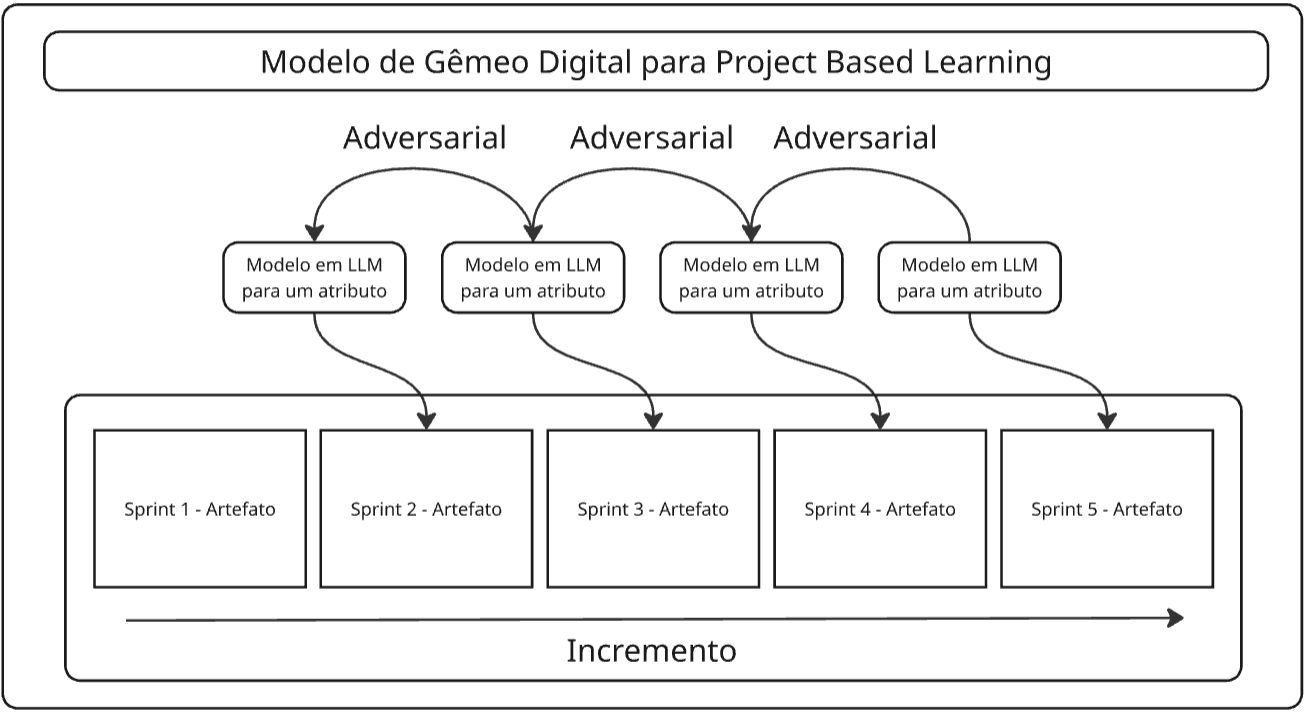 Modelo de Gêmeo Digital para Project Based Learning
Adversarial
Adversarial
Adversarial
Modelo em LLM
para um atributo
Modelo em LLM
para um atributo
Modelo em LLM
para um atributo
Modelo em LLM
para um atributo
Sprint 1 - Artefato
Sprint 2 - Artefato
Sprint 3 - Artefato
Sprint 4 - Artefato
Sprint 5 - Artefato
Incremento